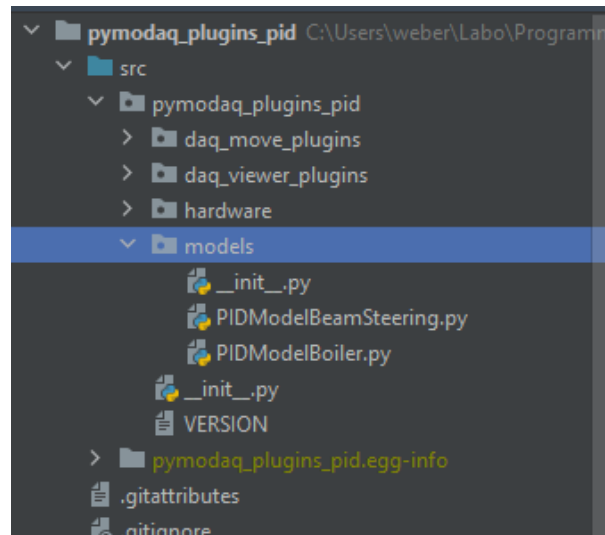 pymodaq_plugins_pid C:\Users\weber\Labo\Programm
src
pymodaq_plugins_pid
daq_move_plugins
daq_viewer_plugins
hardware
models
__init__.py
PIDModelBeamSteering.py
PIDModelBoiler.py
__init__.py
VERSION
pymodaq_plugins_pid.egg-info
.gitattributes
.gitignore